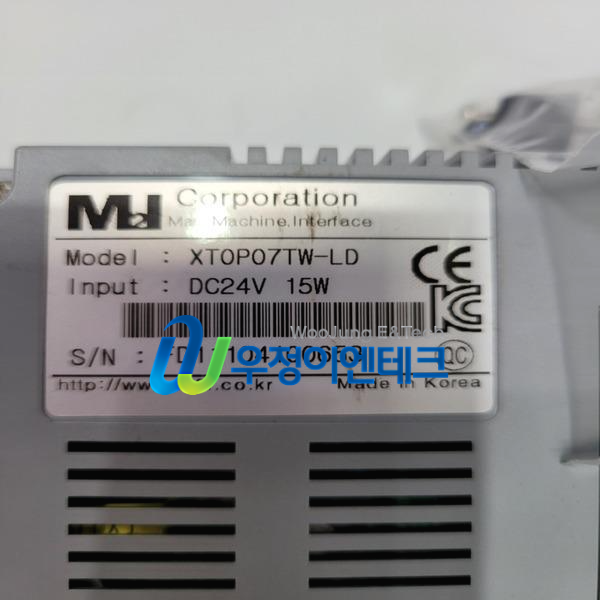 M2I Corporation
Man Machine Interface
Model : XTOP07TW-LD
Input : DC24V 15W
WooJung E&Tech
S/N :
우정이엔테크
QC
http://www .co.kr Made in Korea
CE